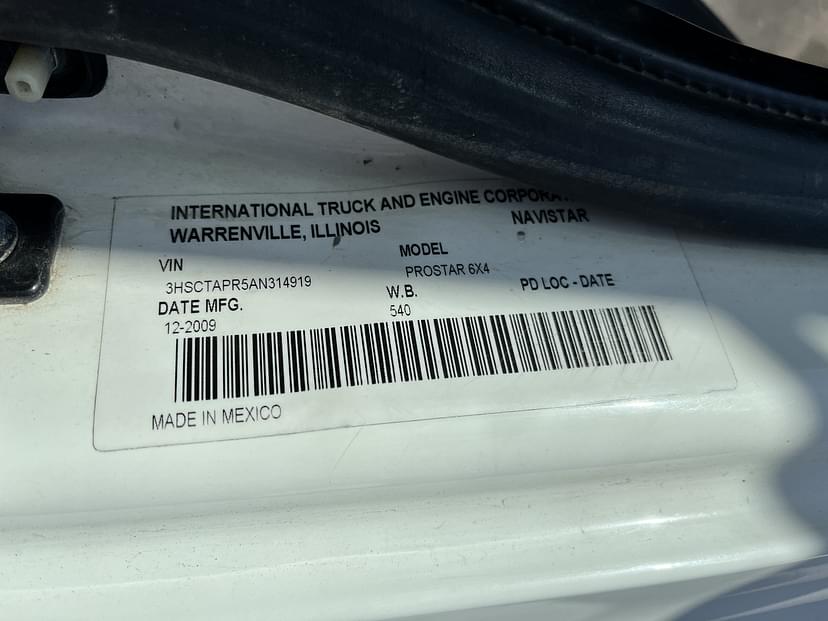 INTERNATIONAL TRUCK AND ENGINE
WARRENVILLE, ILLINOIS NAVISTAR
VIN MODEL
3HSCTAPR5AN314919 PROSTAR 6X4
DATE MFG. W.B. PD LOC - DATE
12-2009 540
MADE IN MEXICO